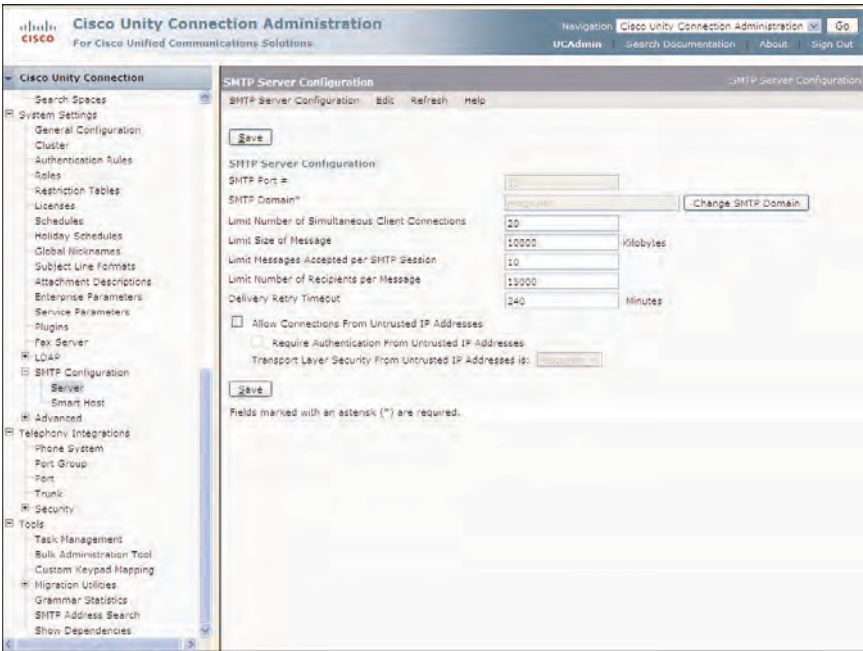 Cisco Unity Connection Administration
Navigation Cisco Unity Connection Administration Go
CISCO For Cisco Unified Communications Solutions
UCAdmin Search Documentation About Sign Out
Cisco Unity Connection
Search Spaces
System Settings
General Configuration
Cluster
Authentication Rules
Roles
Restriction Tables
Licenses
Schedules
Holiday Schedules
Global Nicknames
Subject Line Formats
Attachment Descriptions
Enterprise Parameters
Service Parameters
Plugins
Fax Server
LDAP
SMTP Configuration
Server
Smart Host
Advanced
Telephony Integrations
Phone System
Port Group
Port
Trunk
Security
Tools
Task Management
Bulk Administration Tool
Custom Keypad Mapping
Migration Utilities
Grammar Statistics
SMTP Address Search
Show Dependencies
SMTP Server Configuration SMTP Server Configuration
SMTP Server Configuration Edit Refresh Help
Save
SMTP Server Configuration
SMTP Port =
SMTP Domain* Change SMTP Domain
Limit Number of Simultaneous Client Connections 20
Limit Size of Message 10000 Kilobytes
Limit Messages Accepted per SMTP Session 10
Limit Number of Recipients per Message 15000
Delivery Retry Timeout 240 Minutes
Allow Connections From Untrusted IP Addresses
Require Authentication From Untrusted IP Addresses
Transport Layer Security From Untrusted IP Addresses is:
Save
Fields marked with an asterisk (*) are required.